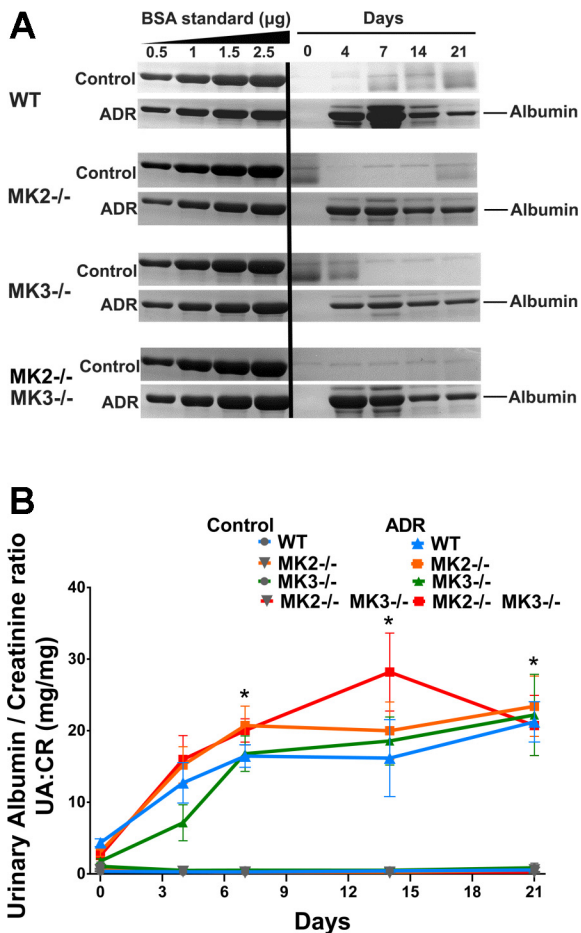 A
BSA standard (µg) Days
0.5 1 1.5 2.5 0 4 7 14 21
WT
Control
ADR Albumin
MK2-/-
Control
ADR Albumin
MK3-/-
Control
ADR Albumin
MK2-/-
MK3-/-
Control
ADR Albumin
B
Control ADR
WT WT
MK2-/- MK2-/-
MK3-/- MK3-/-
MK2-/- MK3-/- MK2-/- MK3-/-
Urinary Albumin / Creatinine ratio
UA:CR (mg/mg)
40
30
20
10
0
* * *
0 3 6 9 12 15 18 21
Days